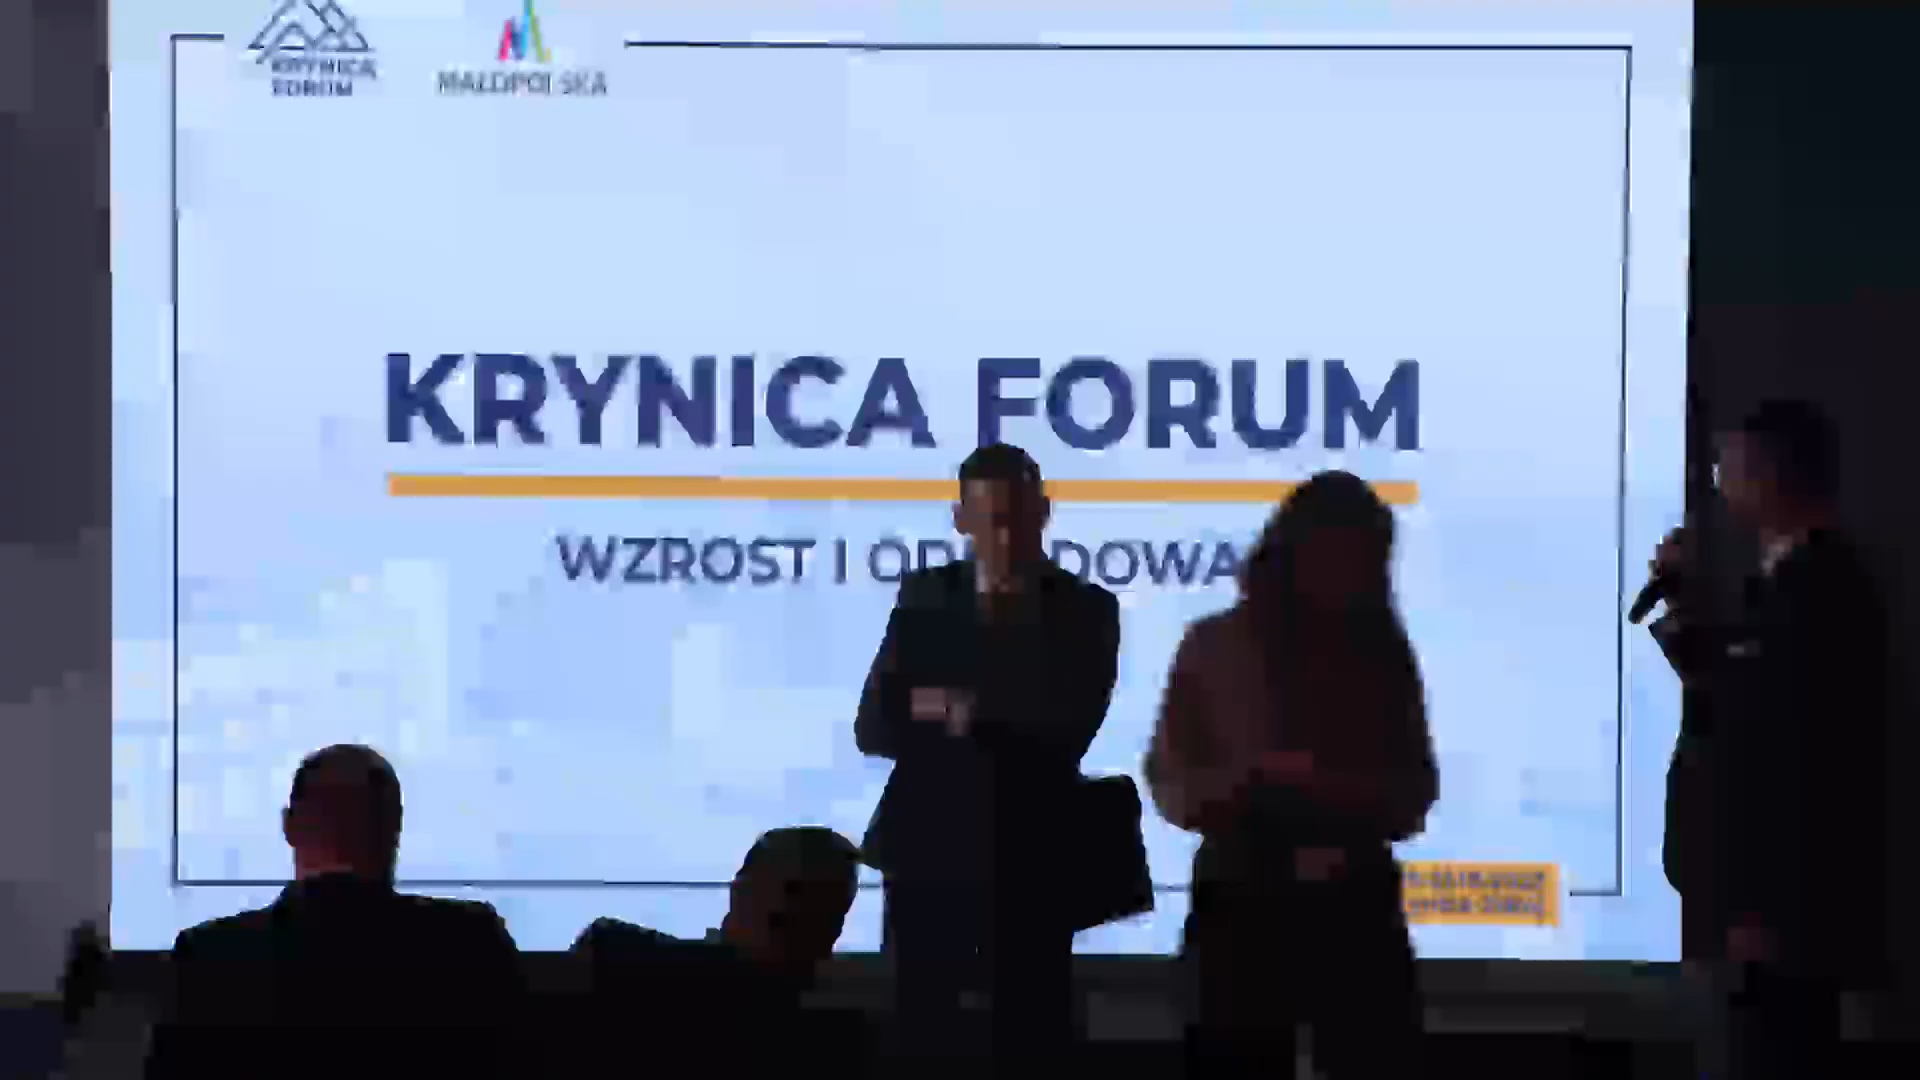 KRYNICA
FORUM
MAŁOPOLSKA
KRYNICA FORUM
WZROST I